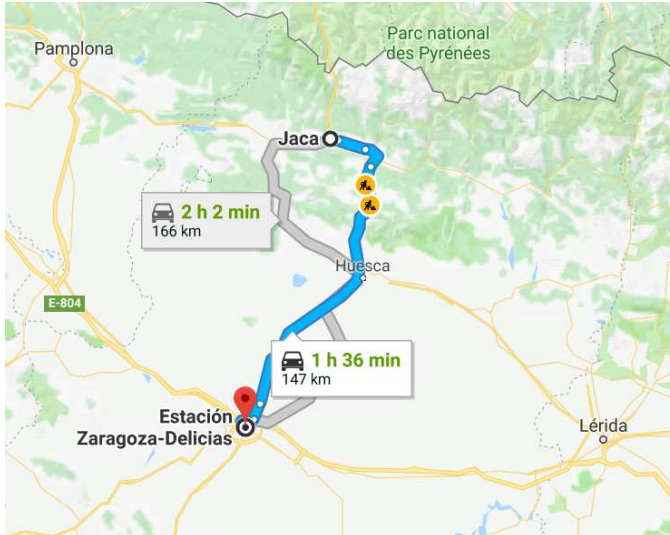 Parc national
des Pyrénées
Pamplona
Jaca
2 h 2 min
166 km
Huesca
E-804
1 h 36 min
147 km
Estación
Zaragoza-Delicias
Lérida